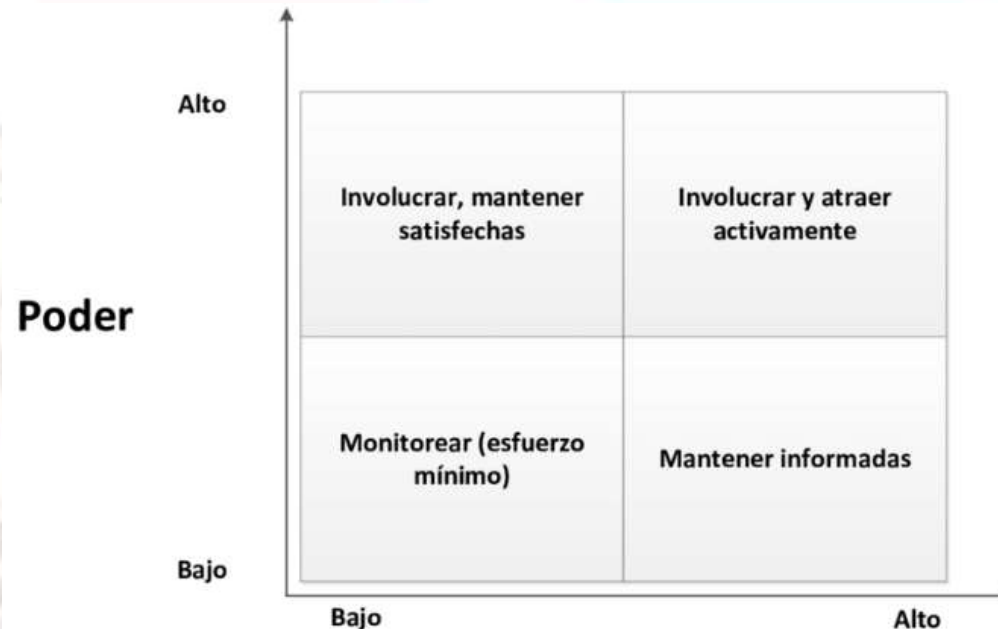 Alto
Involucrar, mantener
satisfechas
Involucrar y atraer
activamente
Poder
Monitorear (esfuerzo
mínimo)
Mantener informadas
Bajo
Bajo
Alto